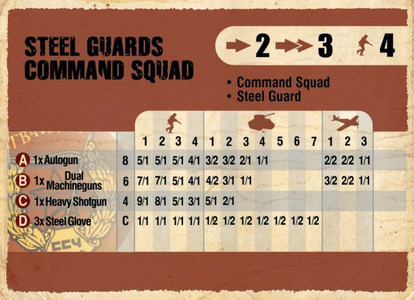 STEEL GUARDS
COMMAND SQUAD
2 3 4
• Command Squad
• Steel Guard
1 2 3 4 1 2 3 4 5 6 7 1 2 3
A 1x Autogun 8 5/1 5/1 5/1 4/1 3/2 3/2 2/1 1/1 2/2 2/2 1/1
B 1x Dual Machineguns 6 7/1 7/1 5/1 4/1 4/2 3/1 1/1 3/2 2/2 1/1
C 1x Heavy Shotgun 4 9/1 8/1 5/1 3/1 5/1 2/1
D 3x Steel Glove C 1/1 1/1 1/1 1/1 1/2 1/2 1/2 1/2 1/2 1/2 1/2